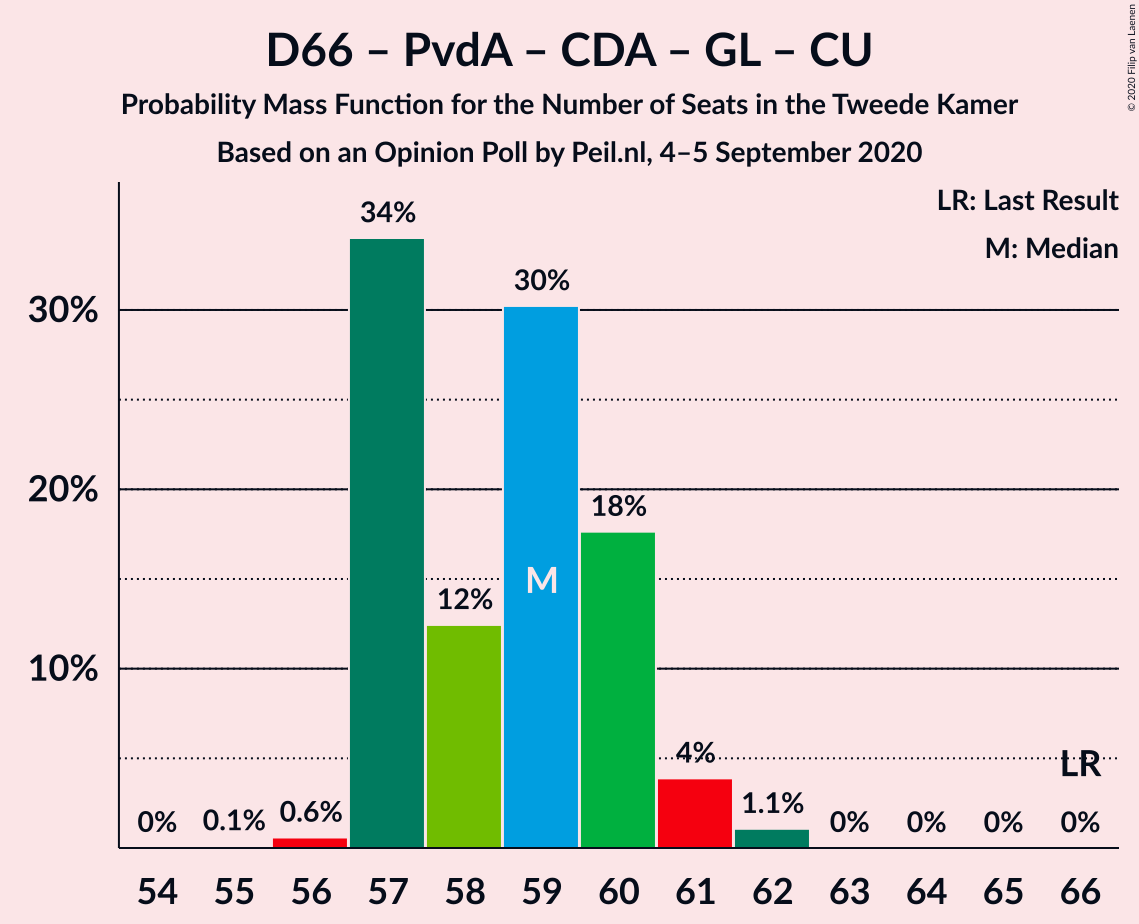 D66 – PvdA – CDA – GL – CU
Probability Mass Function for the Number of Seats in the Tweede Kamer
Based on an Opinion Poll by Peil.nl, 4–5 September 2020
© 2020 Filip van Laenen
LR: Last Result
M: Median
34%
30%
30%
20%
18%
M
12%
10%
4%
LR
0%
0.1%
0.6%
1.1%
0%
0%
0%
0%
54 55 56 57 58 59 60 61 62 63 64 65 66